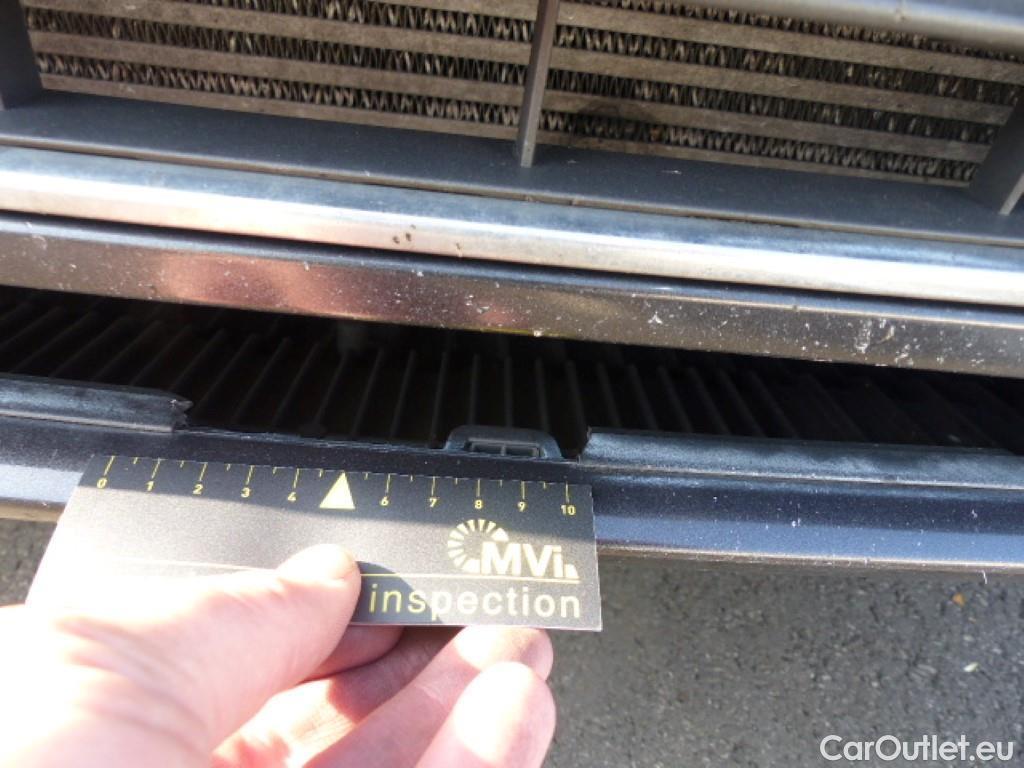 0 1 2 3 4 6 7 8 9 10
MVi
inspection
CarOutlet.eu